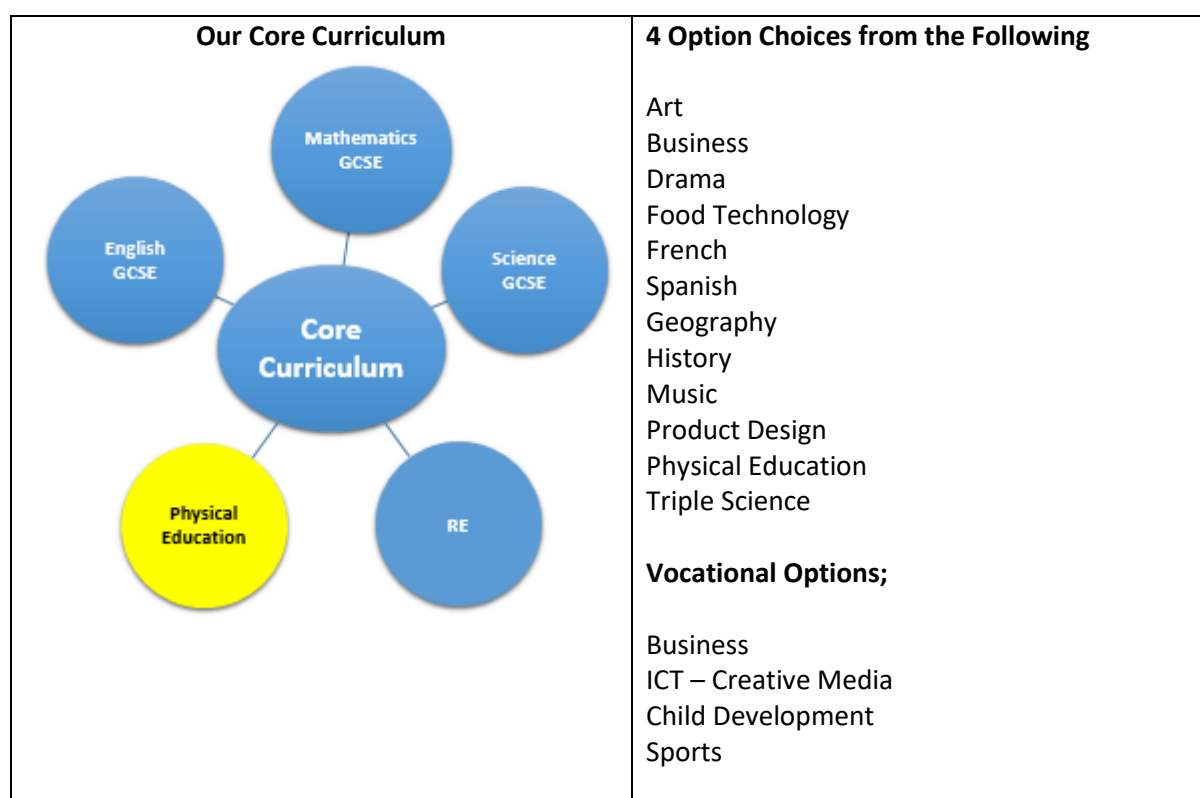 Our Core Curriculum
Mathematics
GCSE
English
GCSE
Science
GCSE
Core
Curriculum
Physical
Education
RE
4 Option Choices from the Following
Art
Business
Drama
Food Technology
French
Spanish
Geography
History
Music
Product Design
Physical Education
Triple Science
Vocational Options;
Business
ICT – Creative Media
Child Development
Sports